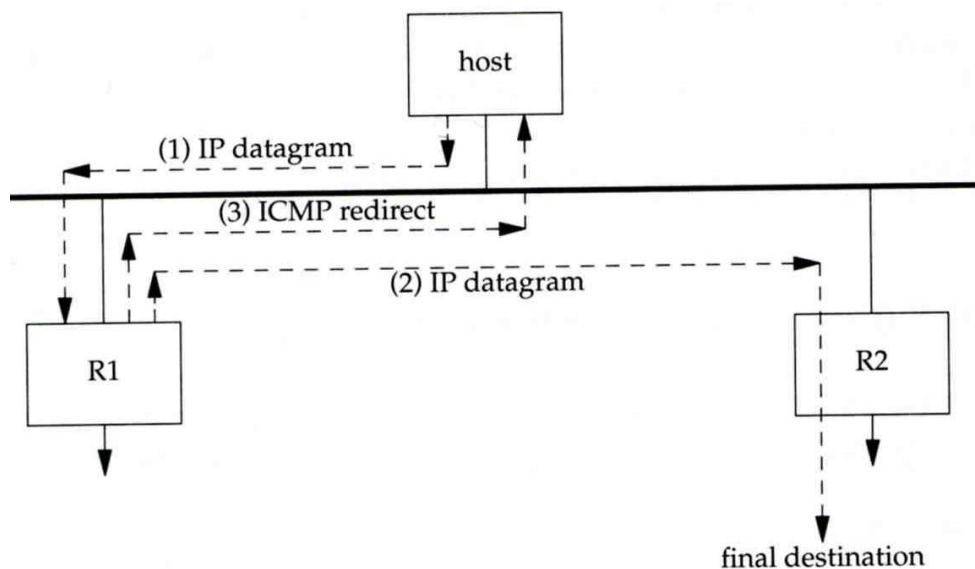 host
(1) IP datagram
(3) ICMP redirect
(2) IP datagram
R1
R2
final destination